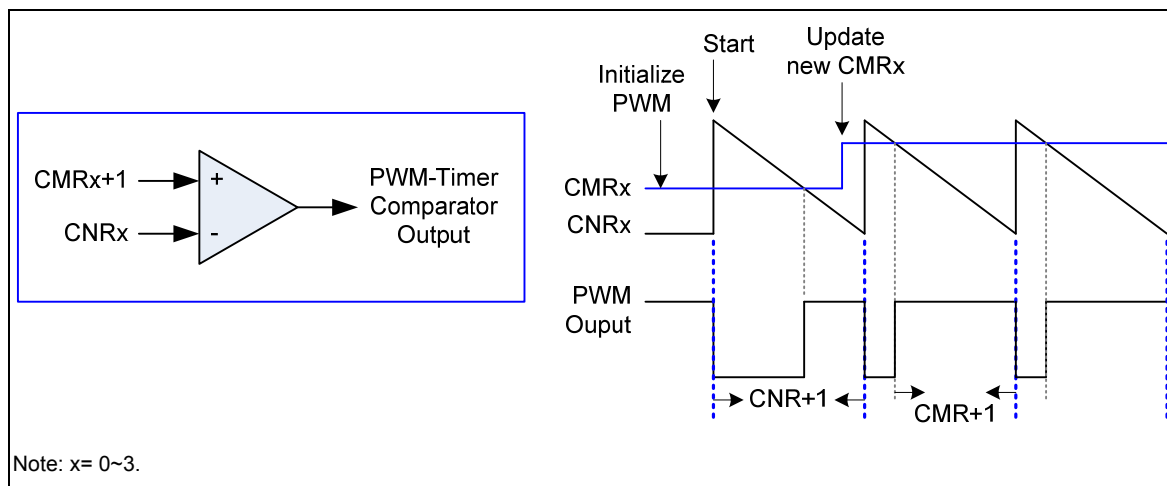 CMRx+1
CNRx
+
-
PWM-Timer
Comparator
Output
Start
Update
new CMRx
Initialize
PWM
CMRx
CNRx
PWM
Ouput
CNR+1
CMR+1
Note: x= 0~3.